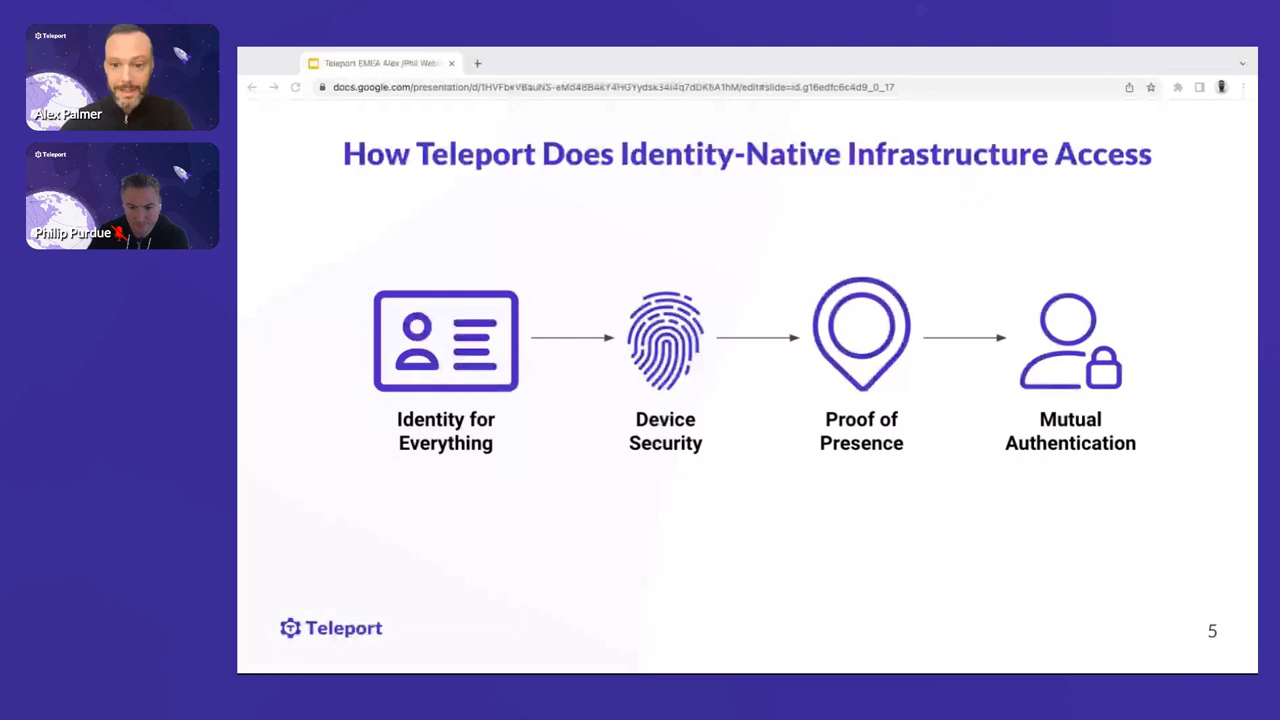 Teleport
Alex Palmer
Teleport
Philip Purdue
Teleport EMEA Alex /Phil Webi
How Teleport Does Identity-Native Infrastructure Access
Identity for
Everything
Device
Security
Proof of
Presence
Mutual
Authentication
Teleport
5